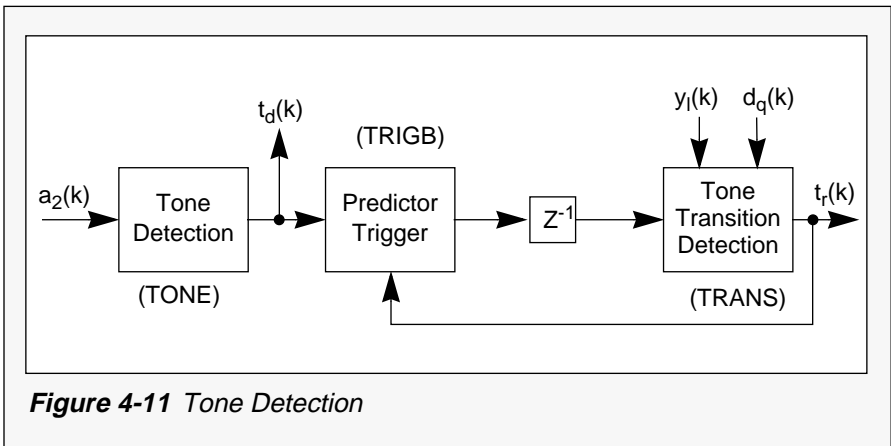 y_l(k) d_q(k)
t_d(k)
(TRIGB)
a_2(k)
Tone
Detection
(TONE)
Predictor
Trigger
Z^-1
Tone
Transition
Detection
(TRANS)
t_r(k)
Figure 4-11 Tone Detection